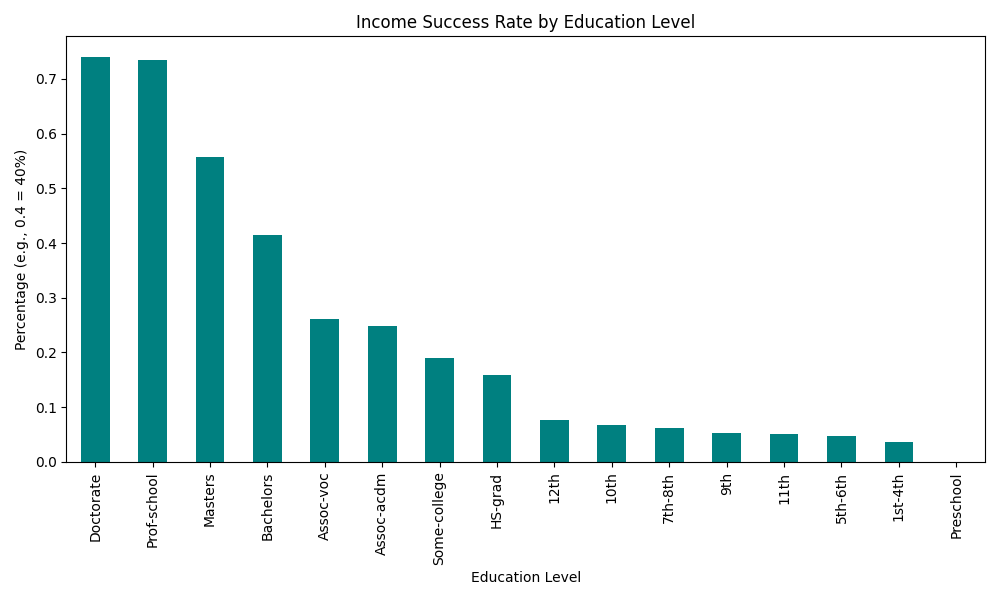 Income Success Rate by Education Level
Percentage (e.g., 0.4 = 40%)
0.7
0.6
0.5
0.4
0.3
0.2
0.1
0.0
Doctorate
Prof-school
Masters
Bachelors
Assoc-voc
Assoc-acdm
Some-college
HS-grad
12th
10th
7th-8th
9th
11th
5th-6th
1st-4th
Preschool
Education Level